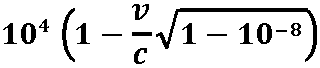 10⁴ (1 − v/c √(1 − 10⁻⁸))